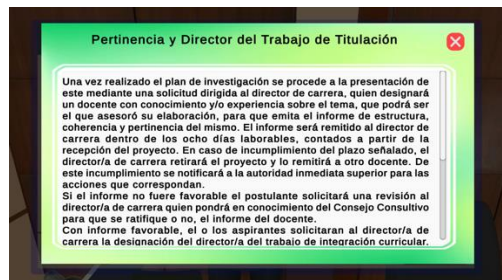 Pertinencia y Director del Trabajo de Titulación
Una vez realizado el plan de investigación se procede a la presentación de
este mediante una solicitud dirigida al director de carrera, quien designará
un docente con conocimiento y/o experiencia sobre el tema, que podrá ser
el que asesoró su elaboración, para que emita el informe de estructura,
coherencia y pertinencia del mismo. El informe será remitido al director de
carrera dentro de los ocho días laborables, contados a partir de la
recepción del proyecto. En caso de incumplimiento del plazo señalado, el
director/a de carrera retirará el proyecto y lo remitirá a otro docente. De
este incumplimiento se notificará a la autoridad inmediata superior para las
acciones que correspondan.
Si el informe no fuere favorable el postulante solicitará una revisión al
director/a de carrera quien pondrá en conocimiento del Consejo Consultivo
para que se ratifique o no, el informe del docente.
Con informe favorable, el o los aspirantes solicitaran al director/a de
carrera la designación del director/a del trabajo de integración curricular.